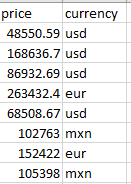 price currency
48550.59 usd
168636.7 usd
86932.69 usd
263432.4 eur
68508.67 usd
102763 mxn
152422 eur
105398 mxn